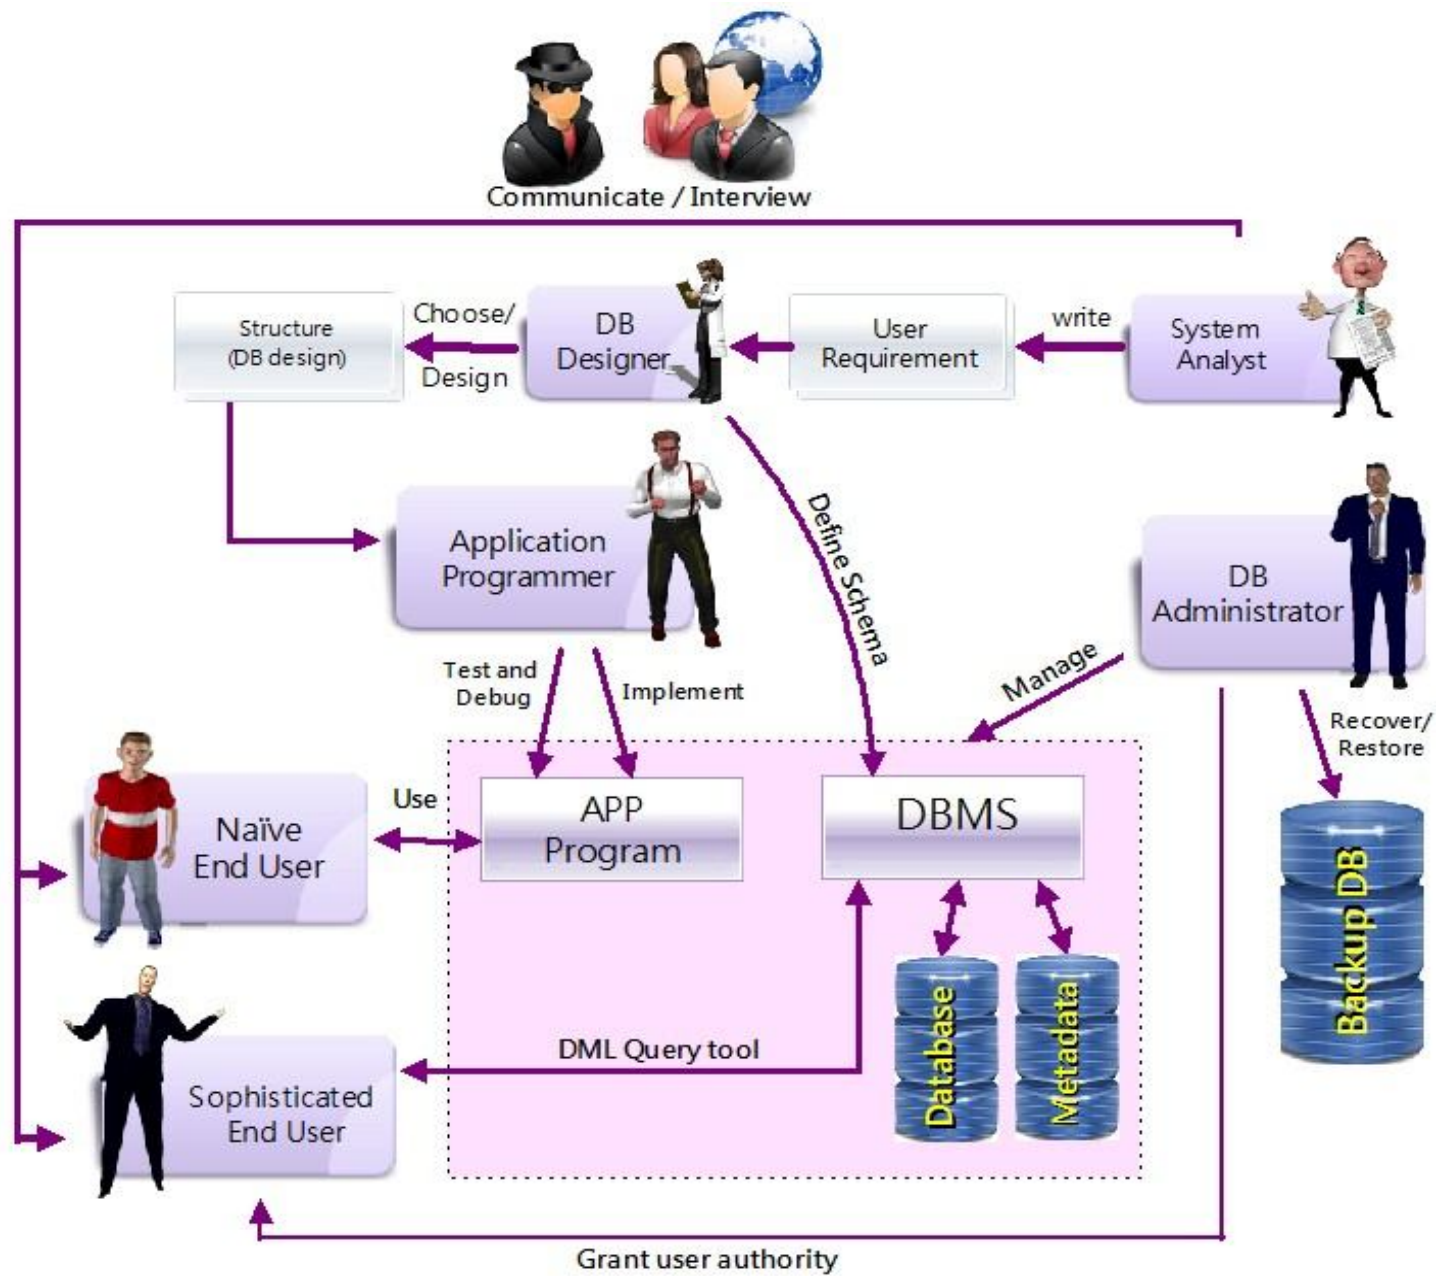 Communicate / Interview
Structure
(DB design)
Choose/
Design
DB
Designer
User
Requirement
write
System
Analyst
Application
Programmer
Define Schema
DB
Administrator
Test and
Debug
Implement
Manage
Recover/
Restore
Naïve
End User
Use
APP
Program
DBMS
Backup DB
Database
Metadata
DML Query tool
Sophisticated
End User
Grant user authority